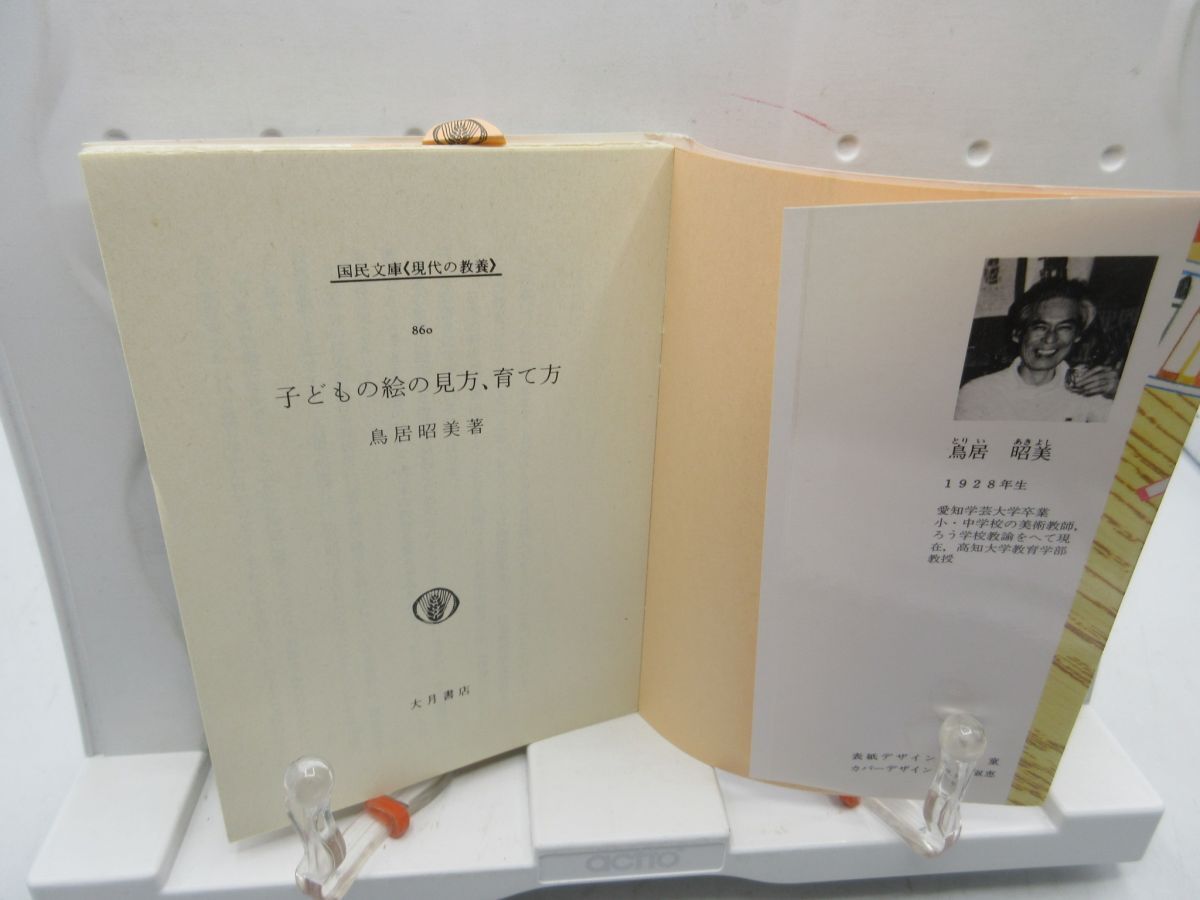 国民文庫〈現代の教養〉
860
子どもの絵の見方、育て方
鳥居昭美著
大月書店
とりい あきよし
鳥居 昭美
1928年生
愛知学芸大学卒業
小・中学校の美術教師，
ろう学校教諭をへて現
在，高知大学教育学部
教授
表紙デザイン 童
カバーデザイン 淑恵
actto